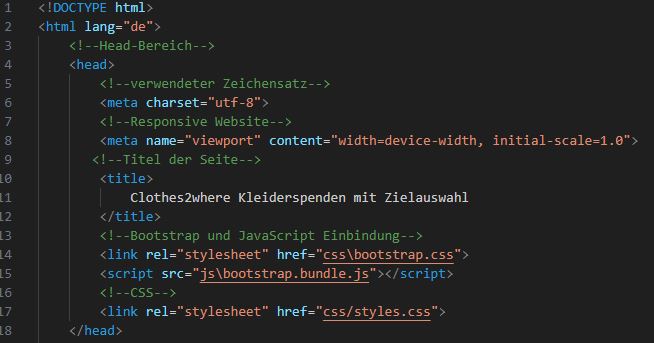 1 <!DOCTYPE html>
2 <html lang="de">
3 <!--Head-Bereich-->
4 <head>
5 <!--verwendeter Zeichensatz-->
6 <meta charset="utf-8">
7 <!--Responsive Website-->
8 <meta name="viewport" content="width=device-width, initial-scale=1.0">
9 <!--Titel der Seite-->
10 <title>
11 Clothes2where Kleiderspenden mit Zielauswahl
12 </title>
13 <!--Bootstrap und JavaScript Einbindung-->
14 <link rel="stylesheet" href="css\bootstrap.css">
15 <script src="js\bootstrap.bundle.js"></script>
16 <!--CSS-->
17 <link rel="stylesheet" href="css/styles.css">
18 </head>